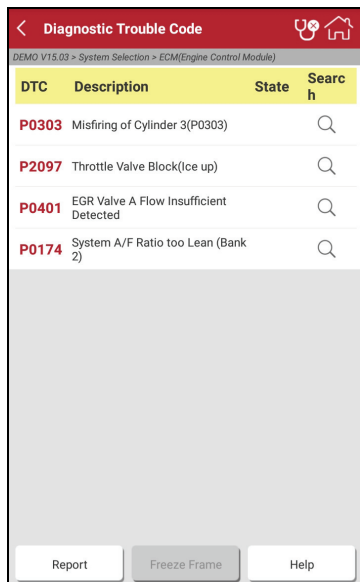 Diagnostic Trouble Code
DEMO V15.03 > System Selection > ECM(Engine Control Module)
DTC Description State Searc
h
P0303 Misfiring of Cylinder 3(P0303)
P2097 Throttle Valve Block(Ice up)
P0401 EGR Valve A Flow Insufficient
Detected
P0174 System A/F Ratio too Lean (Bank
2)
Report Freeze Frame Help